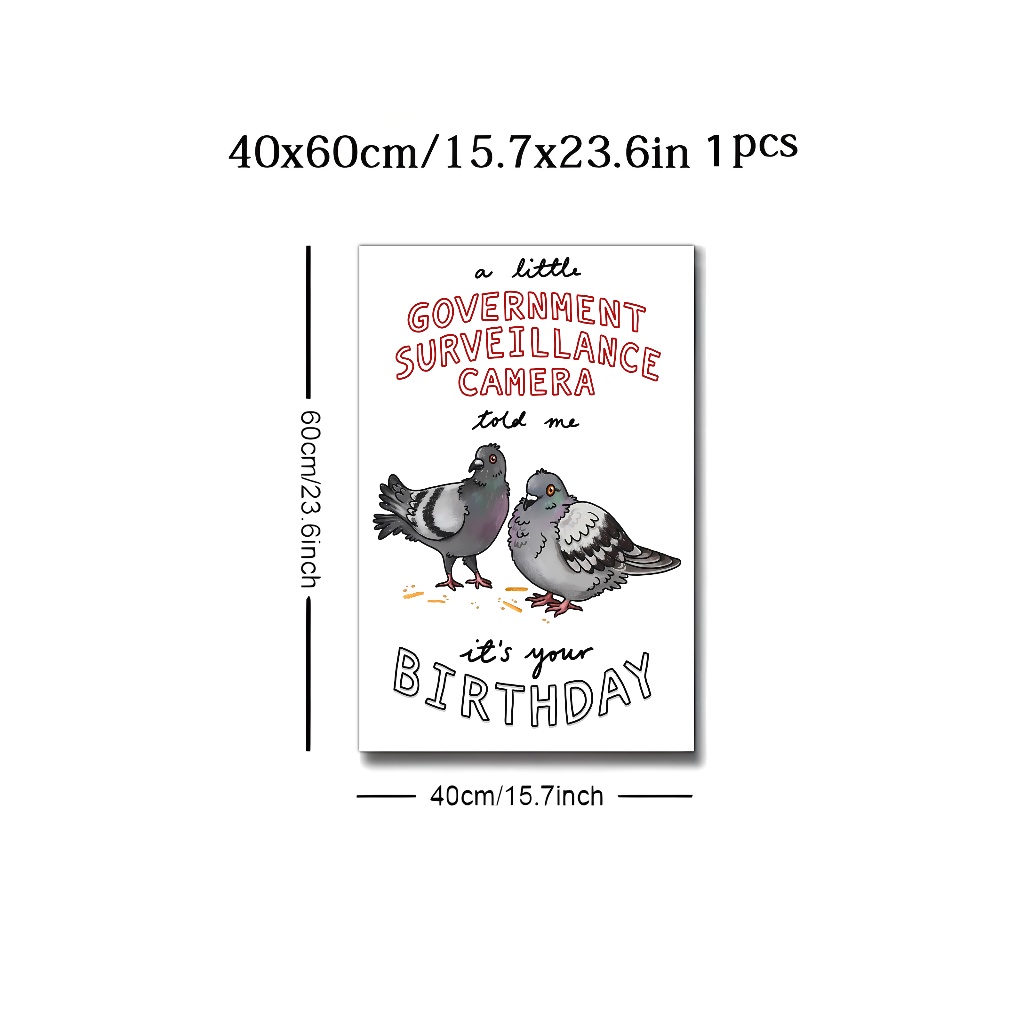 40x60cm/15.7x23.6in 1pcs
a little
GOVERNMENT
SURVEILLANCE
CAMERA
told me
60cm/23.6inch
it's your
BIRTHDAY
40cm/15.7inch